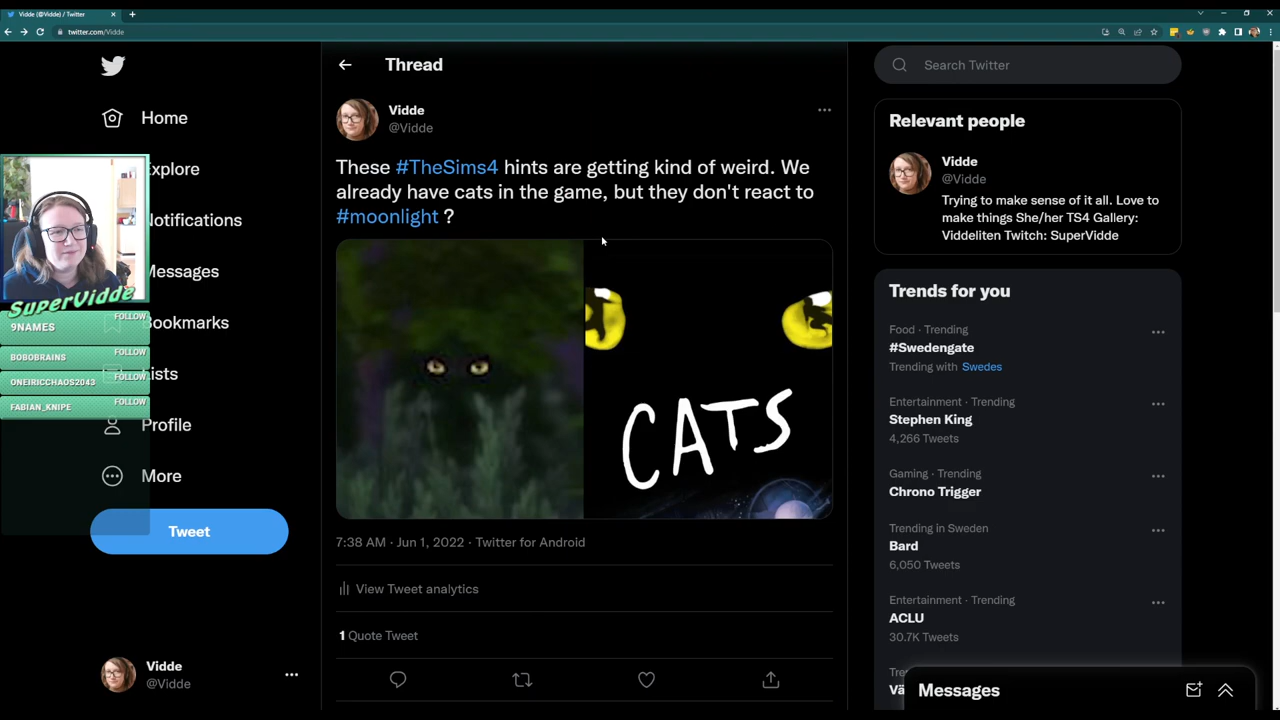 Vidde (@Vidde) / Twitter
twitter.com/Vidde
Home
Explore
Notifications
Messages
Bookmarks
Lists
Profile
More
Tweet
Vidde
@Vidde
SuperVidde
FOLLOW
9NAMES
FOLLOW
BOBOBRAINS
FOLLOW
ONEIRICCHAOS2043
FOLLOW
FABIAN_KNIPE
Thread
Vidde
@Vidde
These #TheSims4 hints are getting kind of weird. We
already have cats in the game, but they don't react to
#moonlight ?
CATS
7:38 AM · Jun 1, 2022 · Twitter for Android
View Tweet analytics
1 Quote Tweet
Search Twitter
Relevant people
Vidde
@Vidde
Trying to make sense of it all. Love to
make things She/her TS4 Gallery:
Viddeliten Twitch: SuperVidde
Trends for you
Food · Trending
#Swedengate
Trending with Swedes
Entertainment · Trending
Stephen King
4,266 Tweets
Gaming · Trending
Chrono Trigger
Trending in Sweden
Bard
6,050 Tweets
Entertainment · Trending
ACLU
30.7K Tweets
Messages